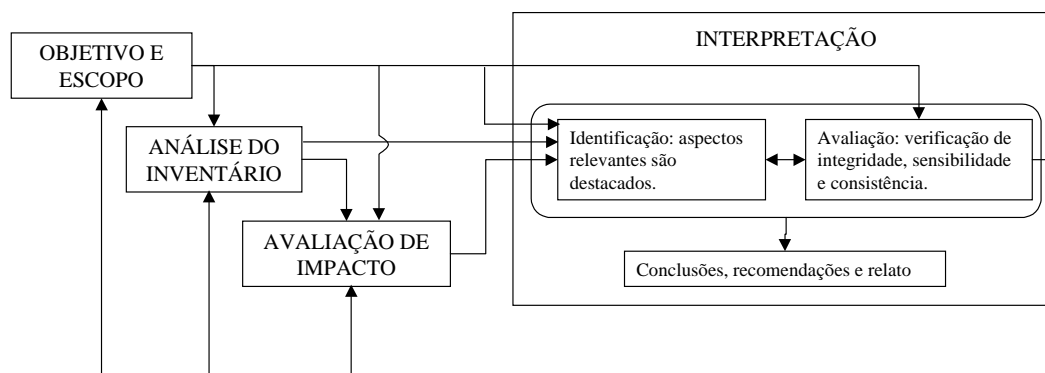 INTERPRETAÇÃO
OBJETIVO E
ESCOPO
ANÁLISE DO
INVENTÁRIO
Identificação: aspectos
relevantes são
destacados.
Avaliação: verificação de
integridade, sensibilidade
e consistência.
AVALIAÇÃO DE
IMPACTO
Conclusões, recomendações e relato